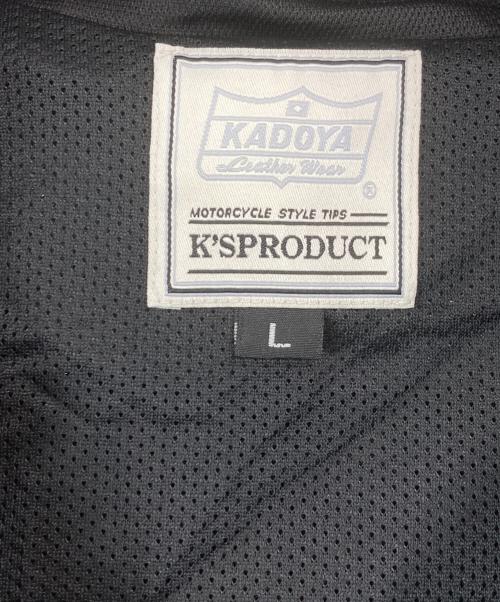 KADOYA
Leather Wear
®
MOTORCYCLE STYLE TIPS
K'SPRODUCT
L